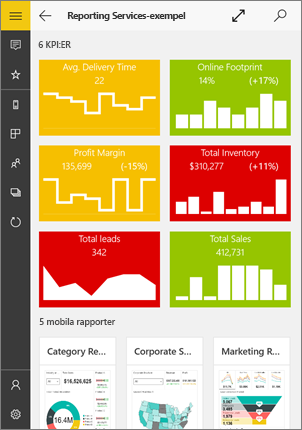 Reporting Services-exempel
6 KPI:ER
Avg. Delivery Time
22
Online Footprint
14% (+17%)
Profit Margin
135,699 (-15%)
Total Inventory
$310,277 (+11%)
Total leads
342
Total Sales
412,731
5 mobila rapporter
Category Re...
Corporate S...
Marketing R...
$16,626,625
16.4M